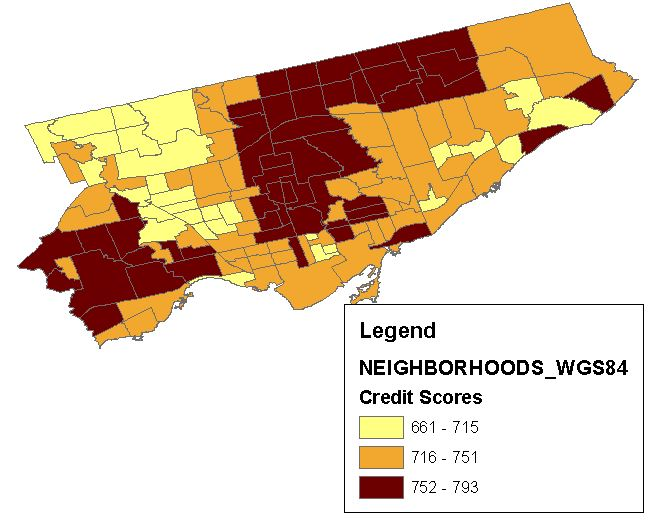 Legend
NEIGHBORHOODS_WGS84
Credit Scores
661 - 715
716 - 751
752 - 793